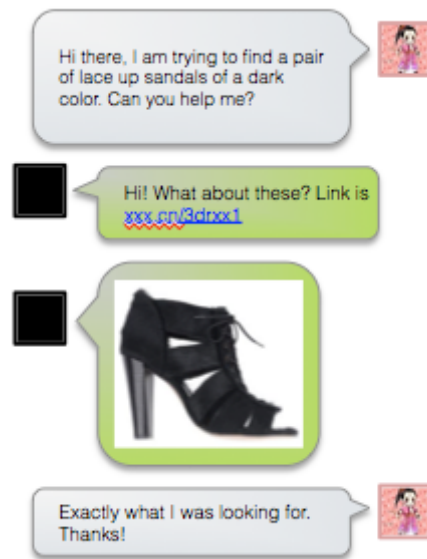 Hi there, I am trying to find a pair
of lace up sandals of a dark
color. Can you help me?
Hi! What about these? Link is
xxx.cn/3drxx1
Exactly what I was looking for.
Thanks!